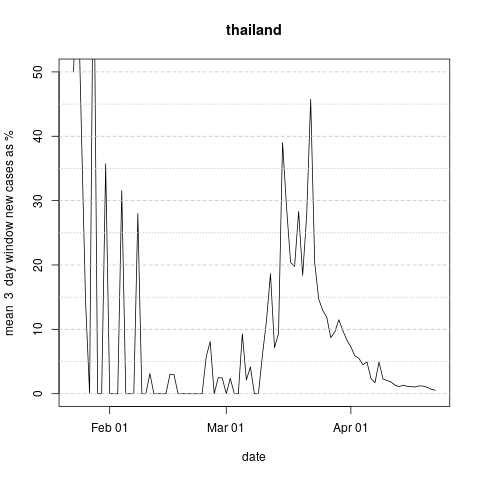 thailand
mean 3 day window new cases as %
50
40
30
20
10
0
Feb 01
Mar 01
Apr 01
date